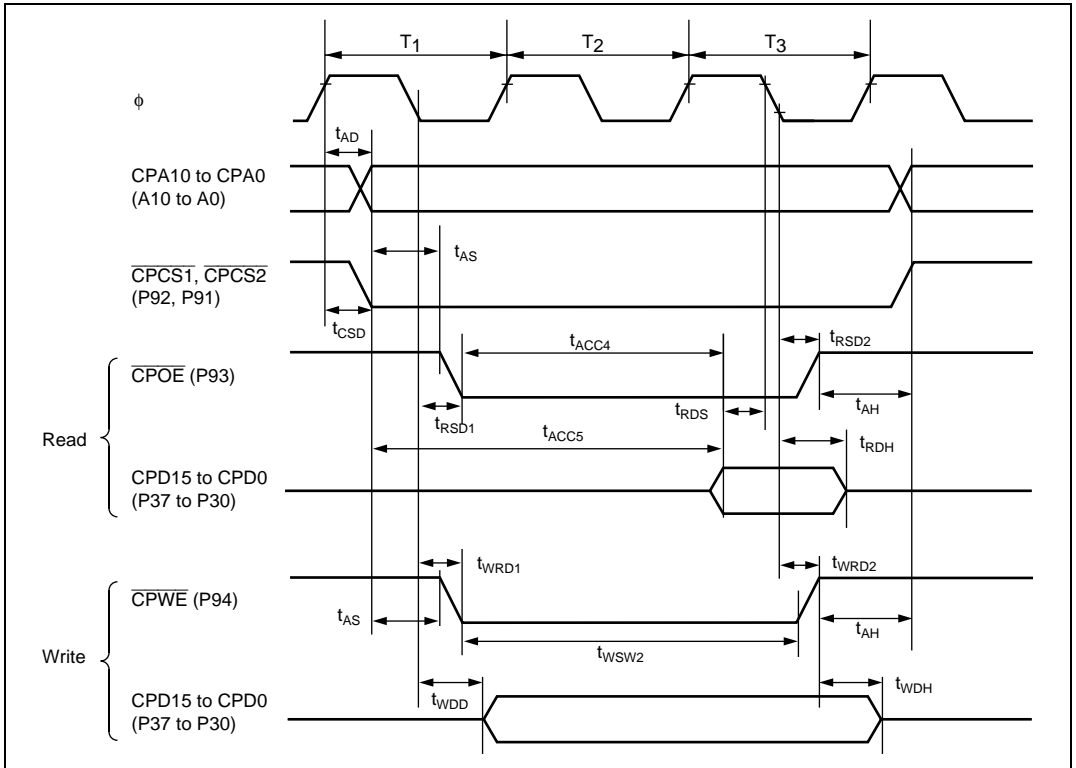 T1 T2 T3
ϕ
tAD
CPA10 to CPA0
(A10 to A0)
tAS
CPCS1, CPCS2
(P92, P91)
tCSD
tACC4 tRSD2
CPOE (P93)
tRSD1 tRDS tAH
Read
tACC5 tRDH
CPD15 to CPD0
(P37 to P30)
tWRD1 tWRD2
CPWE (P94)
tAS tAH
tWSW2
Write
tWDD tWDH
CPD15 to CPD0
(P37 to P30)